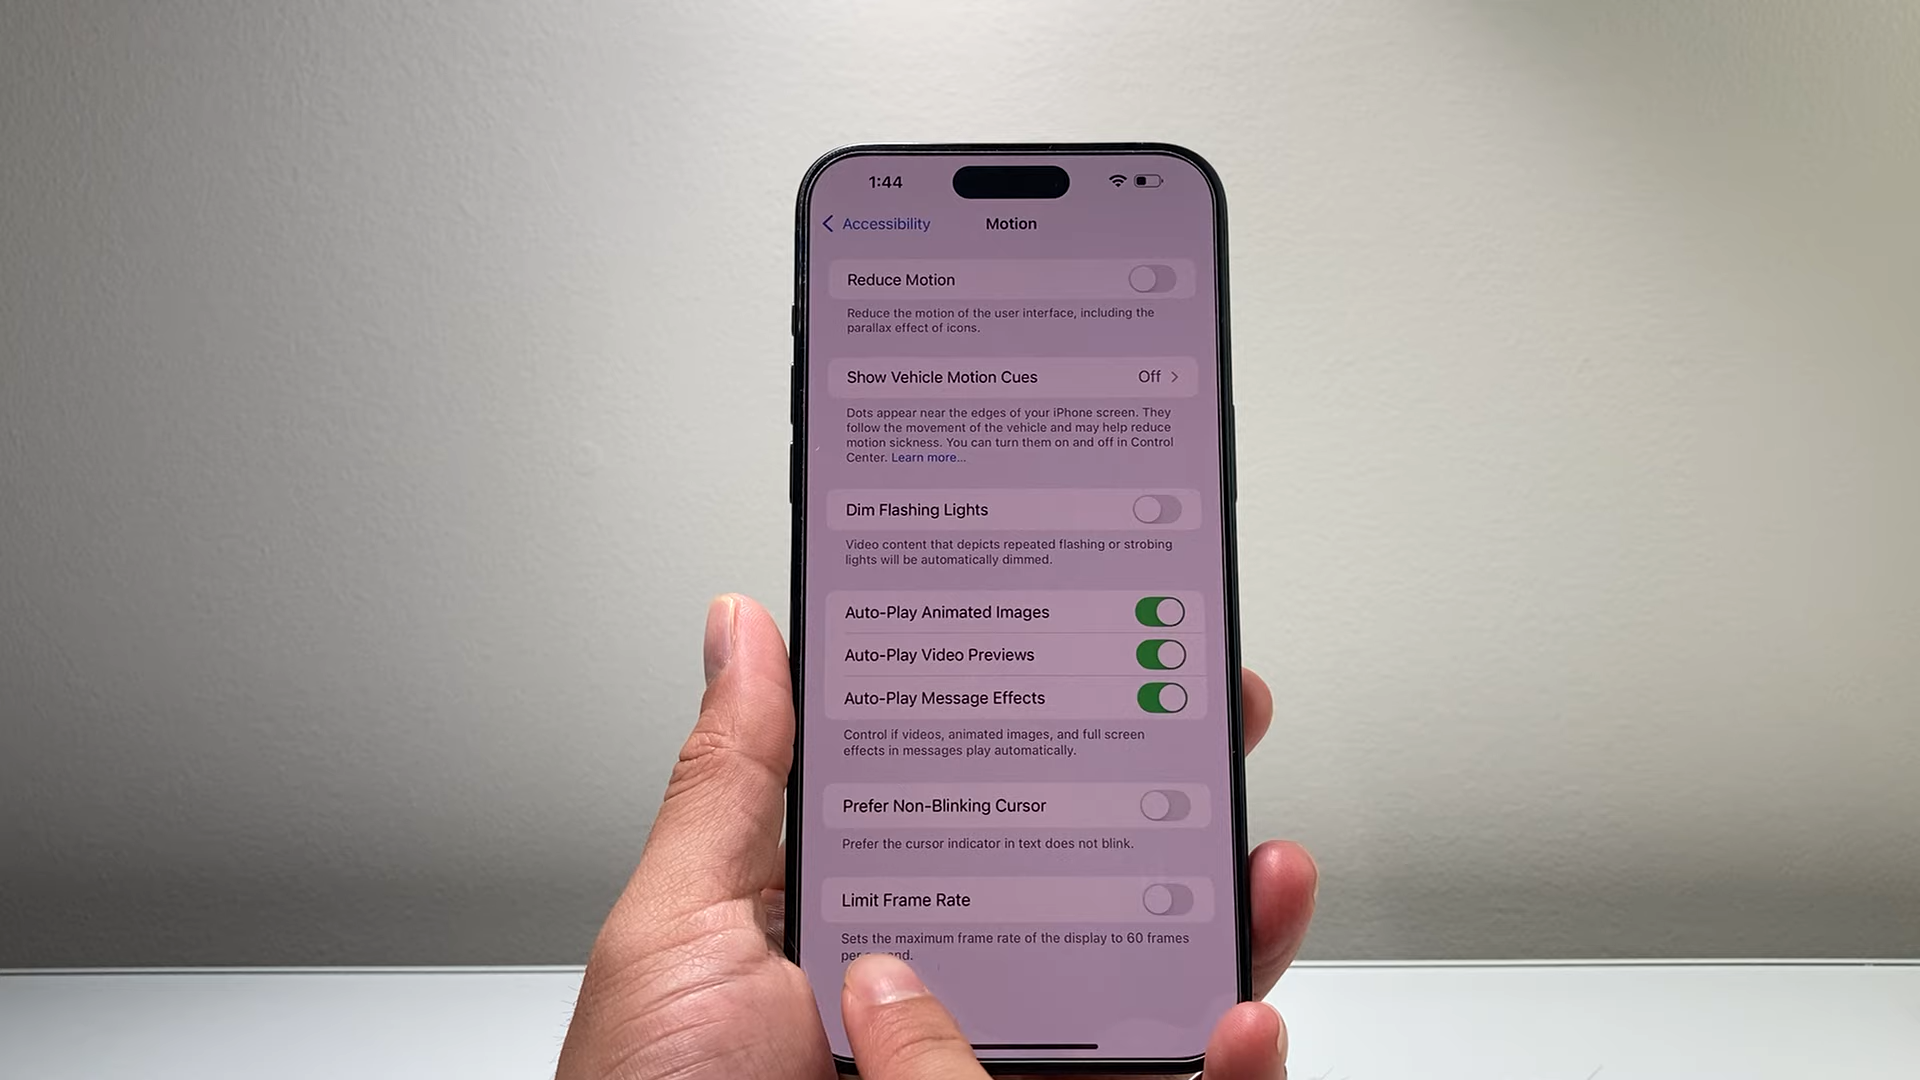 1:44
Accessibility Motion
Reduce Motion
Reduce the motion of the user interface, including the
parallax effect of icons.
Show Vehicle Motion Cues Off
Dots appear near the edges of your iPhone screen. They
follow the movement of the vehicle and may help reduce
motion sickness. You can turn them on and off in Control
Center. Learn more...
Dim Flashing Lights
Video content that depicts repeated flashing or strobing
lights will be automatically dimmed.
Auto-Play Animated Images
Auto-Play Video Previews
Auto-Play Message Effects
Control if videos, animated images, and full screen
effects in messages play automatically.
Prefer Non-Blinking Cursor
Prefer the cursor indicator in text does not blink.
Limit Frame Rate
Sets the maximum frame rate of the display to 60 frames
per